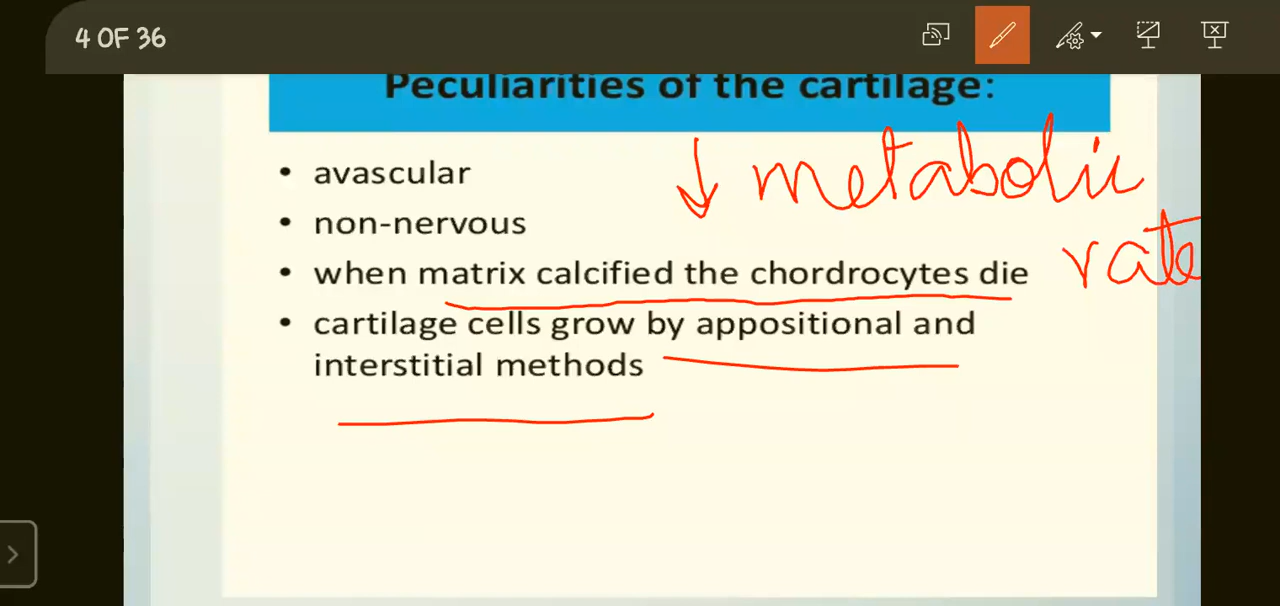 4 OF 36
Peculiarities of the cartilage:
• avascular
• non-nervous
• when matrix calcified the chordrocytes die
• cartilage cells grow by appositional and
interstitial methods
↓ metabolic
rate